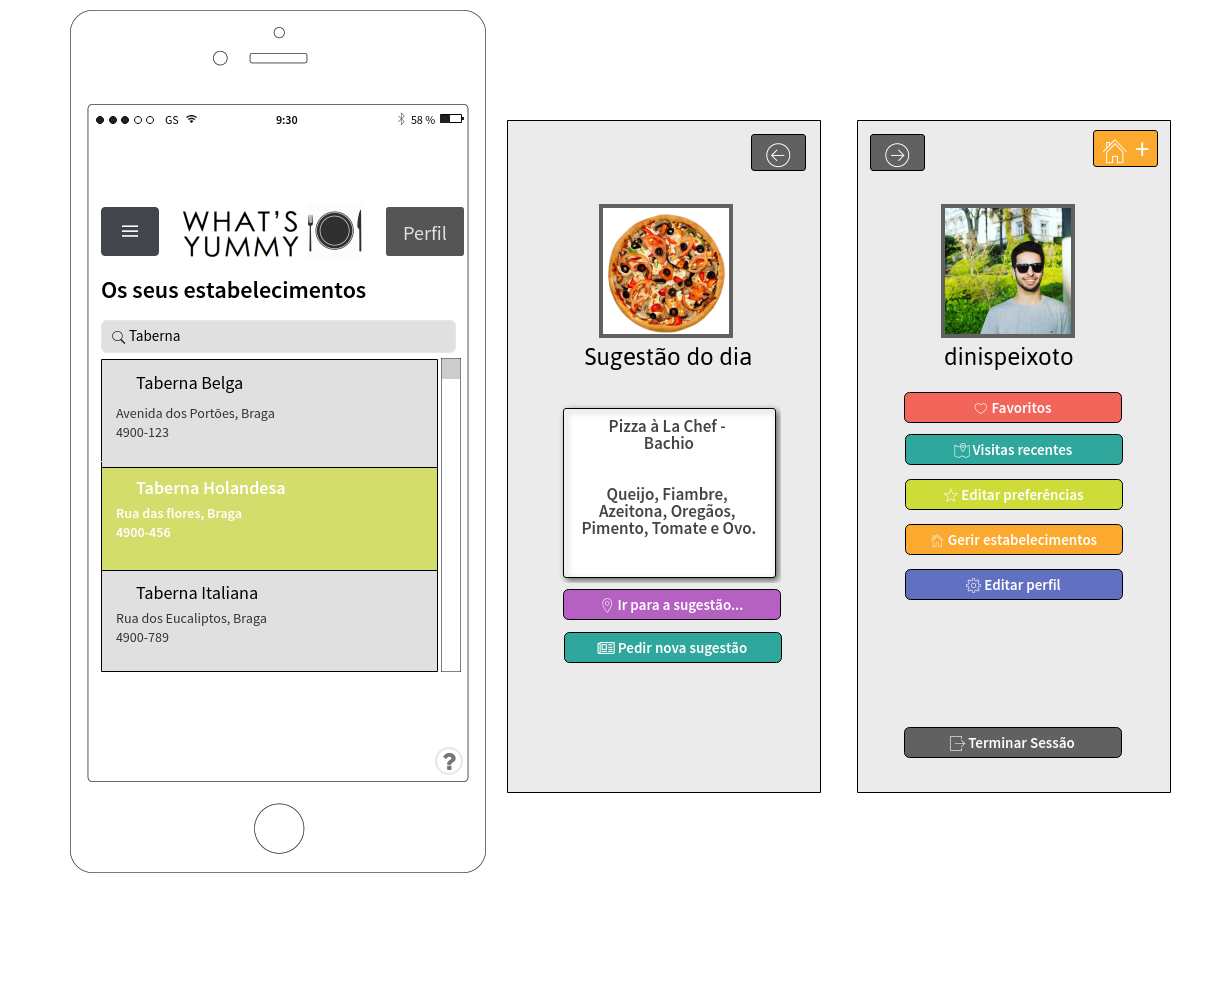 GS
9:30
58 %
WHAT'S
YUMMY
Perfil
Os seus estabelecimentos
Taberna
Taberna Belga
Avenida dos Portões, Braga
4900-123
Taberna Holandesa
Rua das flores, Braga
4900-456
Taberna Italiana
Rua dos Eucaliptos, Braga
4900-789
?
Sugestão do dia
Pizza à La Chef -
Bachio
Queijo, Fiambre,
Azeitona, Oregãos,
Pimento, Tomate e Ovo.
Ir para a sugestão...
Pedir nova sugestão
+
dinispeixoto
Favoritos
Visitas recentes
Editar preferências
Gerir estabelecimentos
Editar perfil
Terminar Sessão